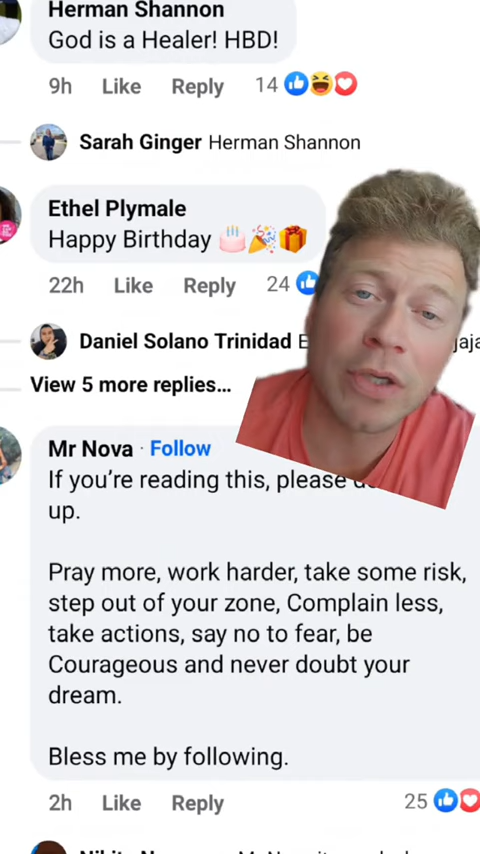 Herman Shannon
God is a Healer! HBD!
9h Like Reply 14
Sarah Ginger Herman Shannon
Ethel Plymale
Happy Birthday 🎂🎉🎁
22h Like Reply 24
Daniel Solano Trinidad
View 5 more replies...
Mr Nova · Follow
If you’re reading this, please
up.
Pray more, work harder, take some risk,
step out of your zone, Complain less,
take actions, say no to fear, be
Courageous and never doubt your
dream.
Bless me by following.
2h Like Reply 25